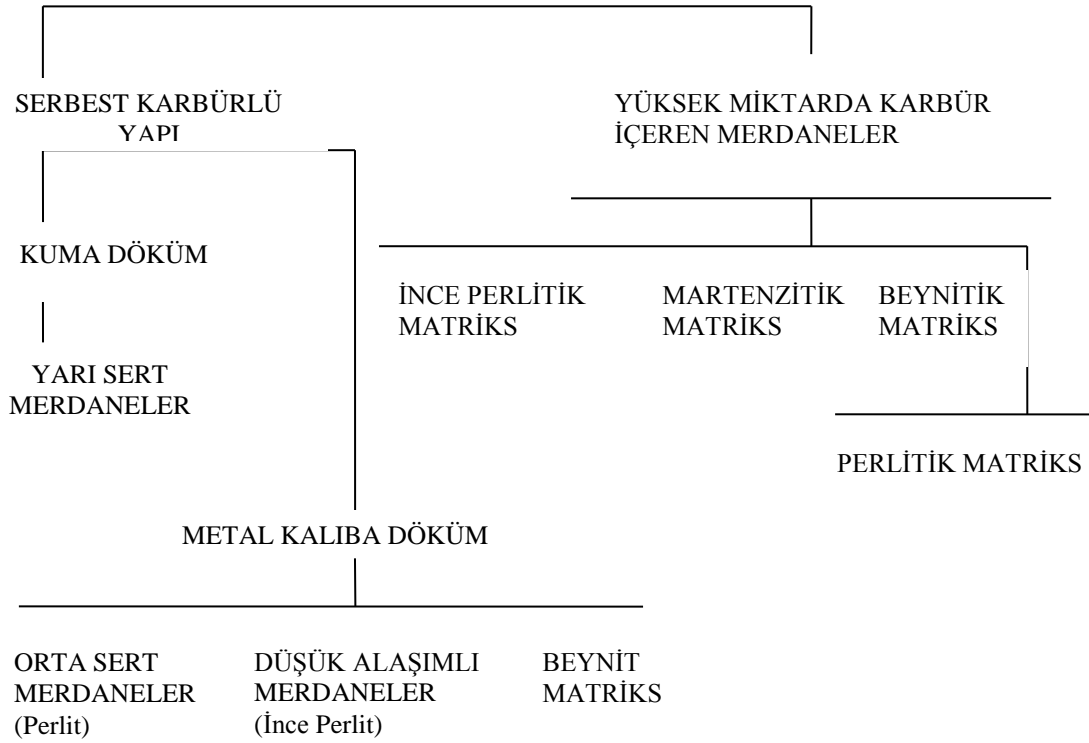 SERBEST KARBÜRLÜ
YAPI
YÜKSEK MİKTARDA KARBÜR
İÇEREN MERDANELER
KUMA DÖKÜM
İNCE PERLİTİK
MATRİKS
MARTENZİTİK
MATRİKS
BEYNİTİK
MATRİKS
YARI SERT
MERDANELER
PERLİTİK MATRİKS
METAL KALIBA DÖKÜM
ORTA SERT
MERDANELER
(Perlit)
DÜŞÜK ALAŞIMLI
MERDANELER
(İnce Perlit)
BEYNİT
MATRİKS